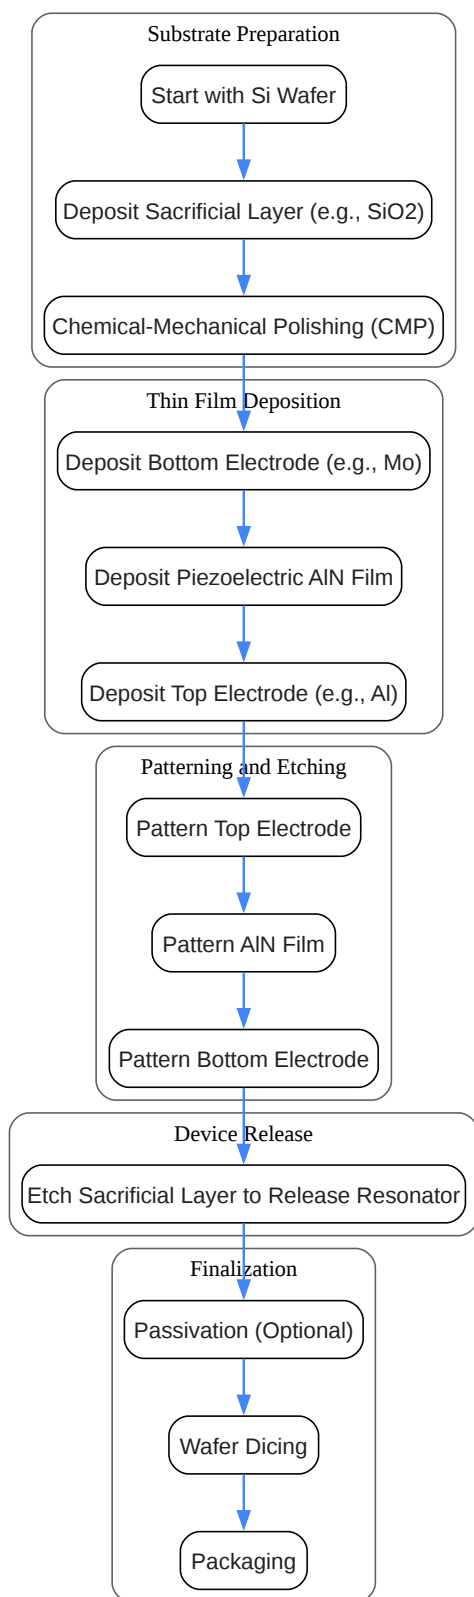 Substrate Preparation
Start with Si Wafer
Deposit Sacrificial Layer (e.g., SiO2)
Chemical-Mechanical Polishing (CMP)
Thin Film Deposition
Deposit Bottom Electrode (e.g., Mo)
Deposit Piezoelectric AlN Film
Deposit Top Electrode (e.g., Al)
Patterning and Etching
Pattern Top Electrode
Pattern AlN Film
Pattern Bottom Electrode
Device Release
Etch Sacrificial Layer to Release Resonator
Finalization
Passivation (Optional)
Wafer Dicing
Packaging